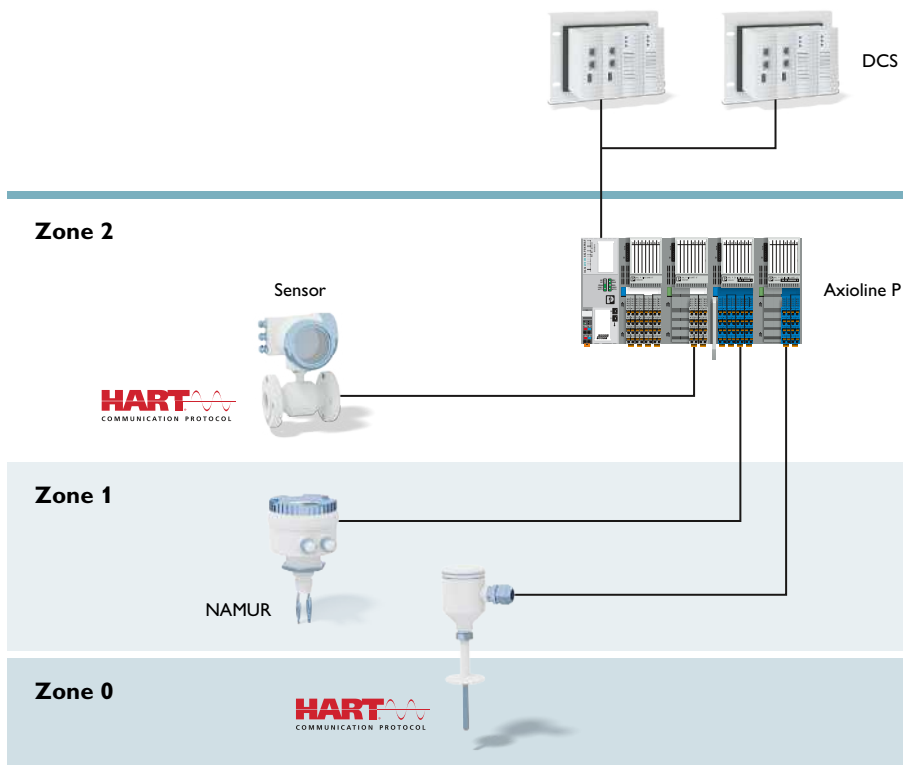 DCS
Zone 2
Sensor
Axioline P
HART
COMMUNICATION PROTOCOL
Zone 1
NAMUR
Zone 0
HART
COMMUNICATION PROTOCOL